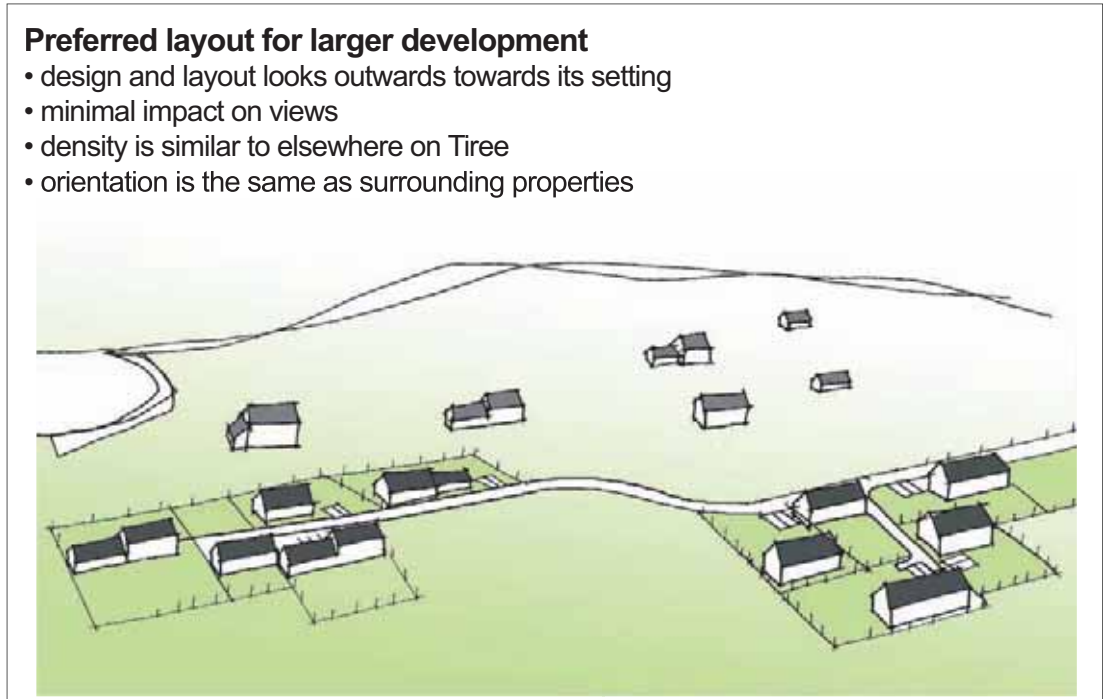 Preferred layout for larger development
• design and layout looks outwards towards its setting
• minimal impact on views
• density is similar to elsewhere on Tiree
• orientation is the same as surrounding properties